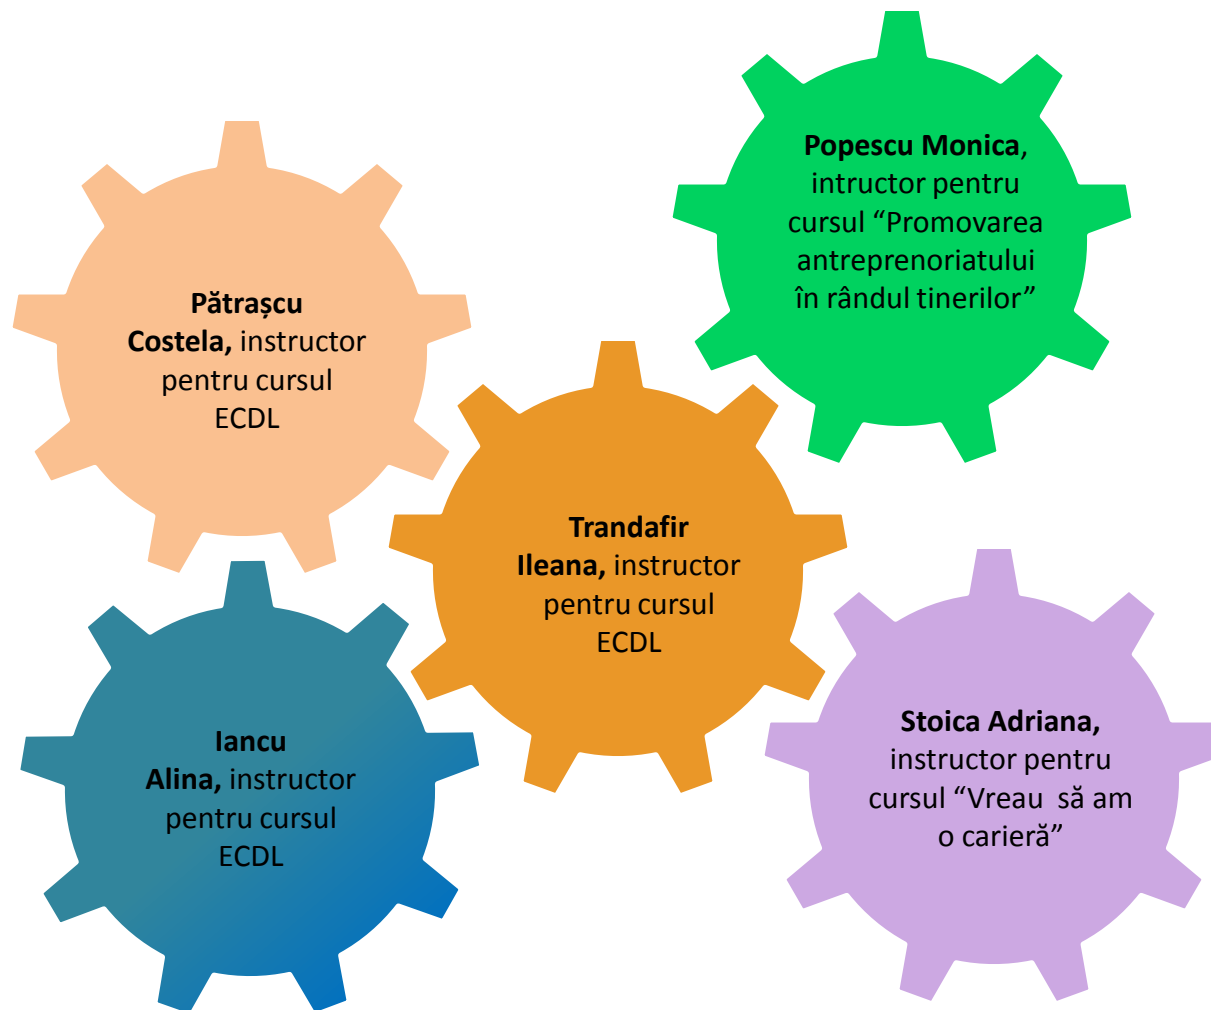 Popescu Monica,
intructor pentru
cursul “Promovarea
antreprenoriatului
în rândul tinerilor”
Pătrașcu
Costela, instructor
pentru cursul
ECDL
Trandafir
Ileana, instructor
pentru cursul
ECDL
Iancu
Alina, instructor
pentru cursul
ECDL
Stoica Adriana,
instructor pentru
cursul “Vreau  să am
o carieră”